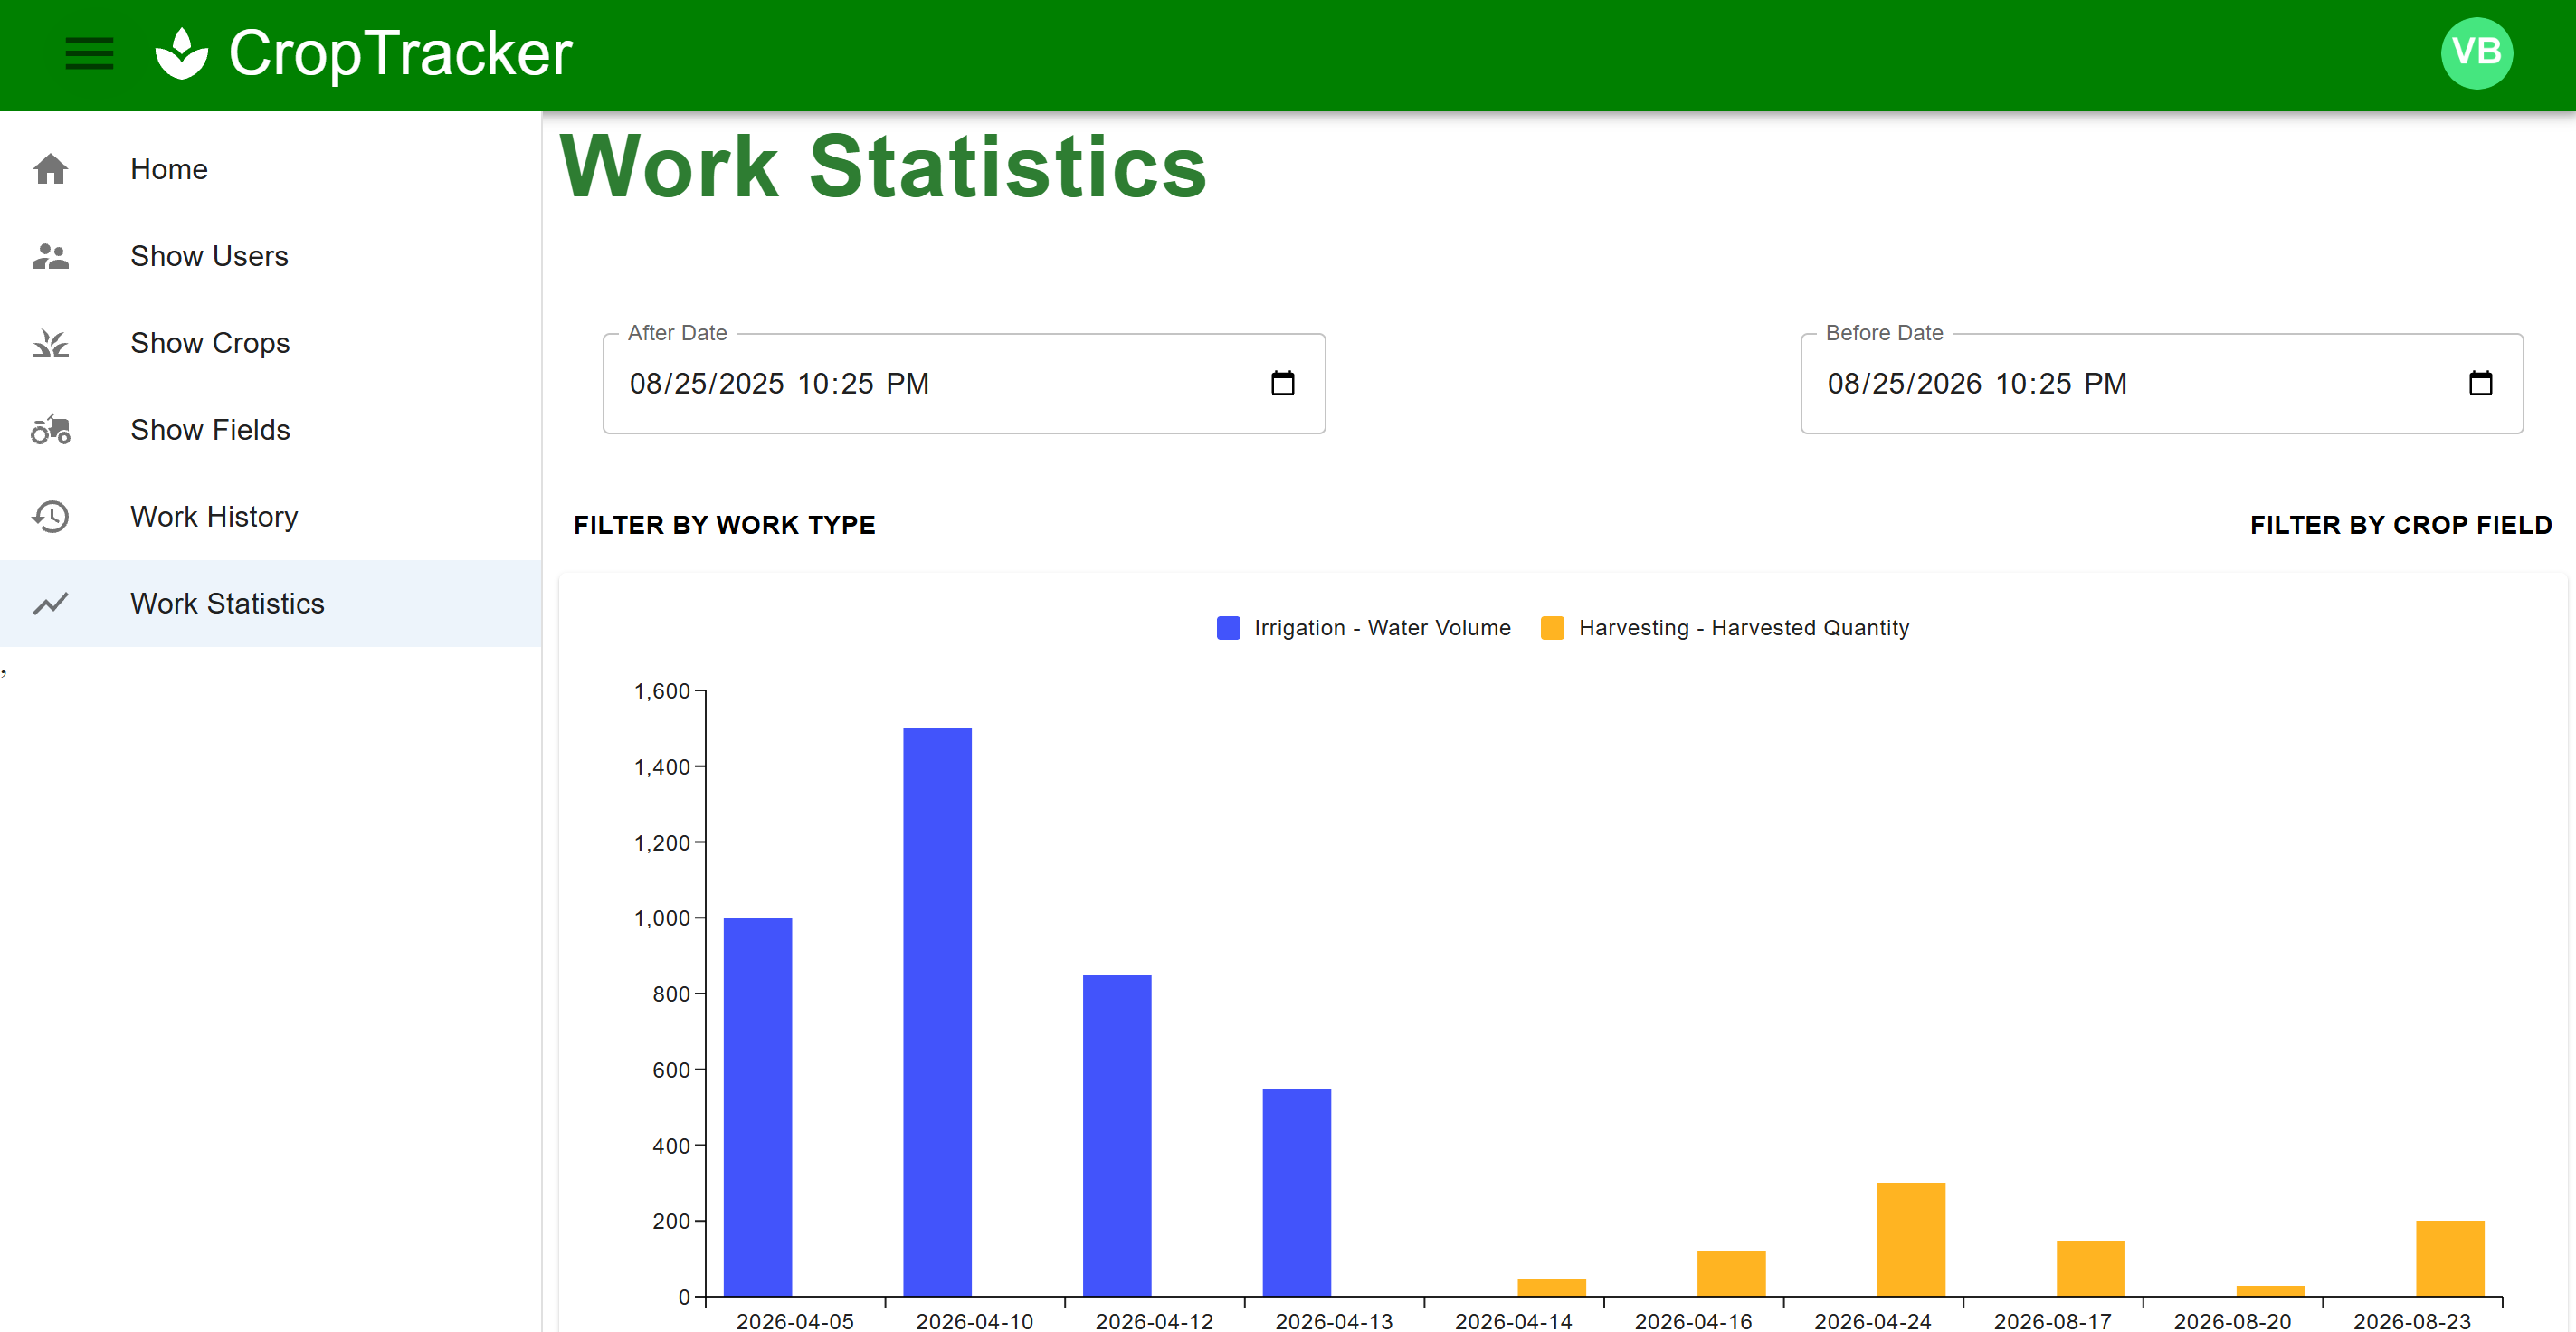 CropTracker
VB
Home
Show Users
Show Crops
Show Fields
Work History
Work Statistics
,
Work Statistics
After Date
08/25/2025 10:25 PM
Before Date
08/25/2026 10:25 PM
FILTER BY WORK TYPE
FILTER BY CROP FIELD
Irrigation - Water Volume
Harvesting - Harvested Quantity
1,600
1,400
1,200
1,000
800
600
400
200
0
2026-04-05
2026-04-10
2026-04-12
2026-04-13
2026-04-14
2026-04-16
2026-04-24
2026-08-17
2026-08-20
2026-08-23